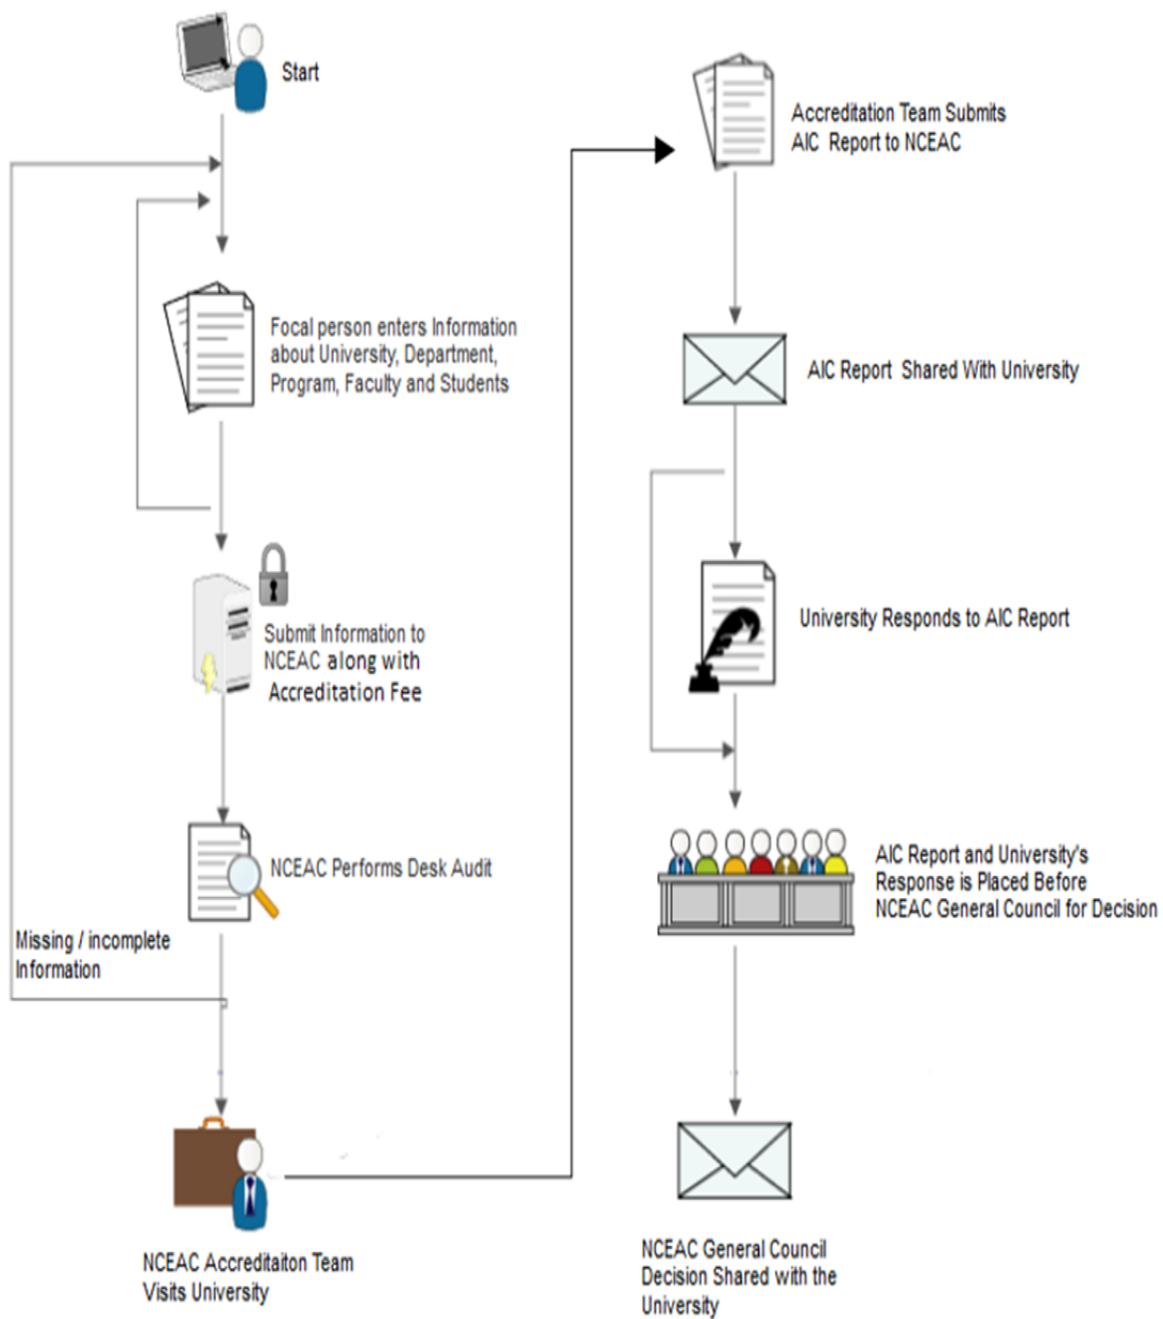 Start
Focal person enters Information
about University, Department,
Program, Faculty and Students
Submit Information to
NCEAC along with
Accreditation Fee
NCEAC Performs Desk Audit
Missing / incomplete
Information
NCEAC Accreditaiton Team
Visits University
Accreditation Team Submits
AIC Report to NCEAC
AIC Report Shared With University
University Responds to AIC Report
AIC Report and University's
Response is Placed Before
NCEAC General Council for Decision
NCEAC General Council
Decision Shared with the
University